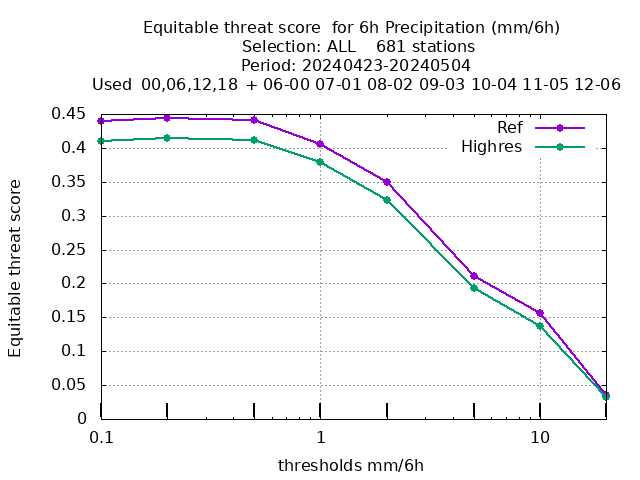 Equitable threat score  for 6h Precipitation (mm/6h)
Selection: ALL    681 stations
Period: 20240423-20240504
Used  00,06,12,18  + 06-00 07-01 08-02 09-03 10-04 11-05 12-06
Ref
Highres
0.45
0.4
0.35
0.3
0.25
0.2
0.15
0.1
0.05
0
Equitable threat score
0.1 1 10
thresholds mm/6h